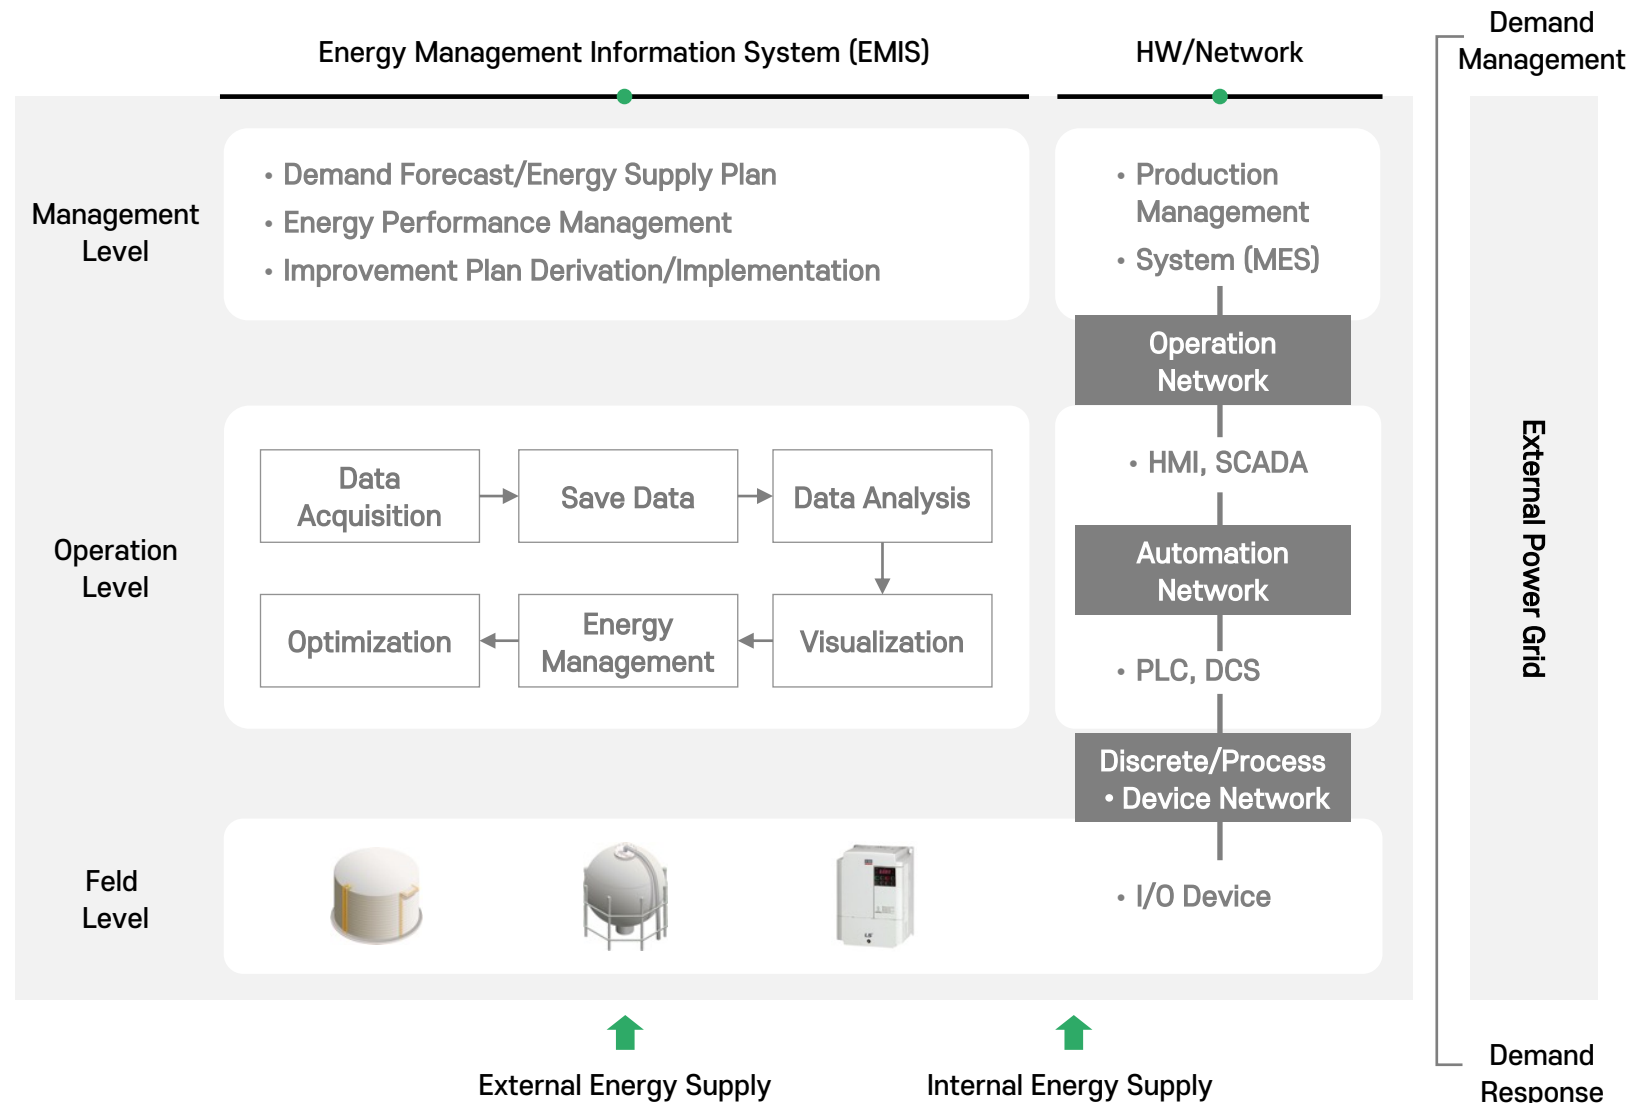 Energy Management Information System (EMIS)
HW/Network
Demand
Management
Management
Level
• Demand Forecast/Energy Supply Plan
• Energy Performance Management
• Improvement Plan Derivation/Implementation
• Production
Management
• System (MES)
Operation
Network
Operation
Level
Data
Acquisition
Save Data
Data Analysis
Optimization
Energy
Management
Visualization
• HMI, SCADA
Automation
Network
• PLC, DCS
Discrete/Process
• Device Network
Feld
Level
LS
• I/O Device
External Power Grid
External Energy Supply
Internal Energy Supply
Demand
Response